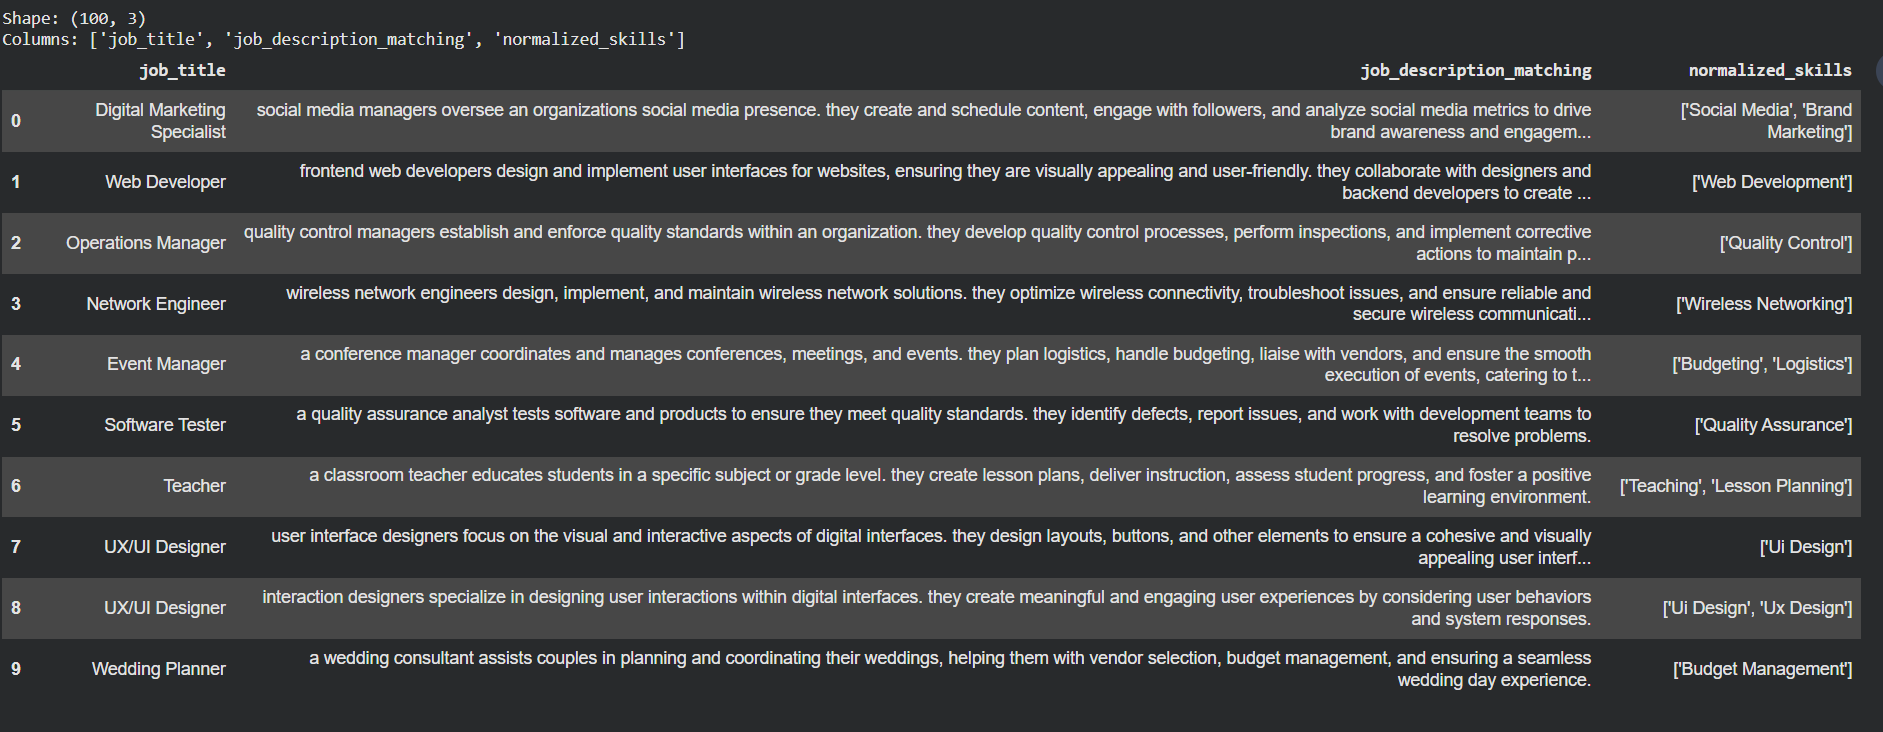 Shape: (100, 3)
Columns: ['job_title', 'job_description_matching', 'normalized_skills']
job_title job_description_matching normalized_skills
0 Digital Marketing Specialist social media managers oversee an organizations social media presence. they create and schedule content, engage with followers, and analyze social media metrics to drive brand awareness and engagem... ['Social Media', 'Brand Marketing']
1 Web Developer frontend web developers design and implement user interfaces for websites, ensuring they are visually appealing and user-friendly. they collaborate with designers and backend developers to create ... ['Web Development']
2 Operations Manager quality control managers establish and enforce quality standards within an organization. they develop quality control processes, perform inspections, and implement corrective actions to maintain p... ['Quality Control']
3 Network Engineer wireless network engineers design, implement, and maintain wireless network solutions. they optimize wireless connectivity, troubleshoot issues, and ensure reliable and secure wireless communicati... ['Wireless Networking']
4 Event Manager a conference manager coordinates and manages conferences, meetings, and events. they plan logistics, handle budgeting, liaise with vendors, and ensure the smooth execution of events, catering to t... ['Budgeting', 'Logistics']
5 Software Tester a quality assurance analyst tests software and products to ensure they meet quality standards. they identify defects, report issues, and work with development teams to resolve problems. ['Quality Assurance']
6 Teacher a classroom teacher educates students in a specific subject or grade level. they create lesson plans, deliver instruction, assess student progress, and foster a positive learning environment. ['Teaching', 'Lesson Planning']
7 UX/UI Designer user interface designers focus on the visual and interactive aspects of digital interfaces. they design layouts, buttons, and other elements to ensure a cohesive and visually appealing user interf... ['Ui Design']
8 UX/UI Designer interaction designers specialize in designing user interactions within digital interfaces. they create meaningful and engaging user experiences by considering user behaviors and system responses. ['Ui Design', 'Ux Design']
9 Wedding Planner a wedding consultant assists couples in planning and coordinating their weddings, helping them with vendor selection, budget management, and ensuring a seamless wedding day experience. ['Budget Management']